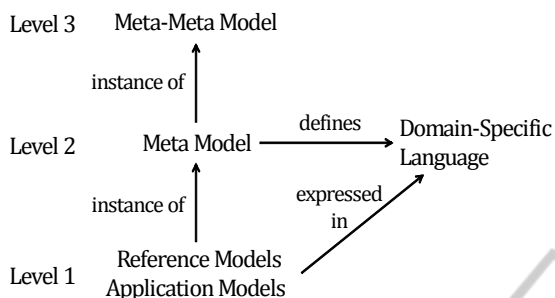 Level 3 Meta-Meta Model
instance of
defines
Level 2 Meta Model Domain-Specific
Language
instance of
expressed
in
Reference Models
Level 1 Application Models